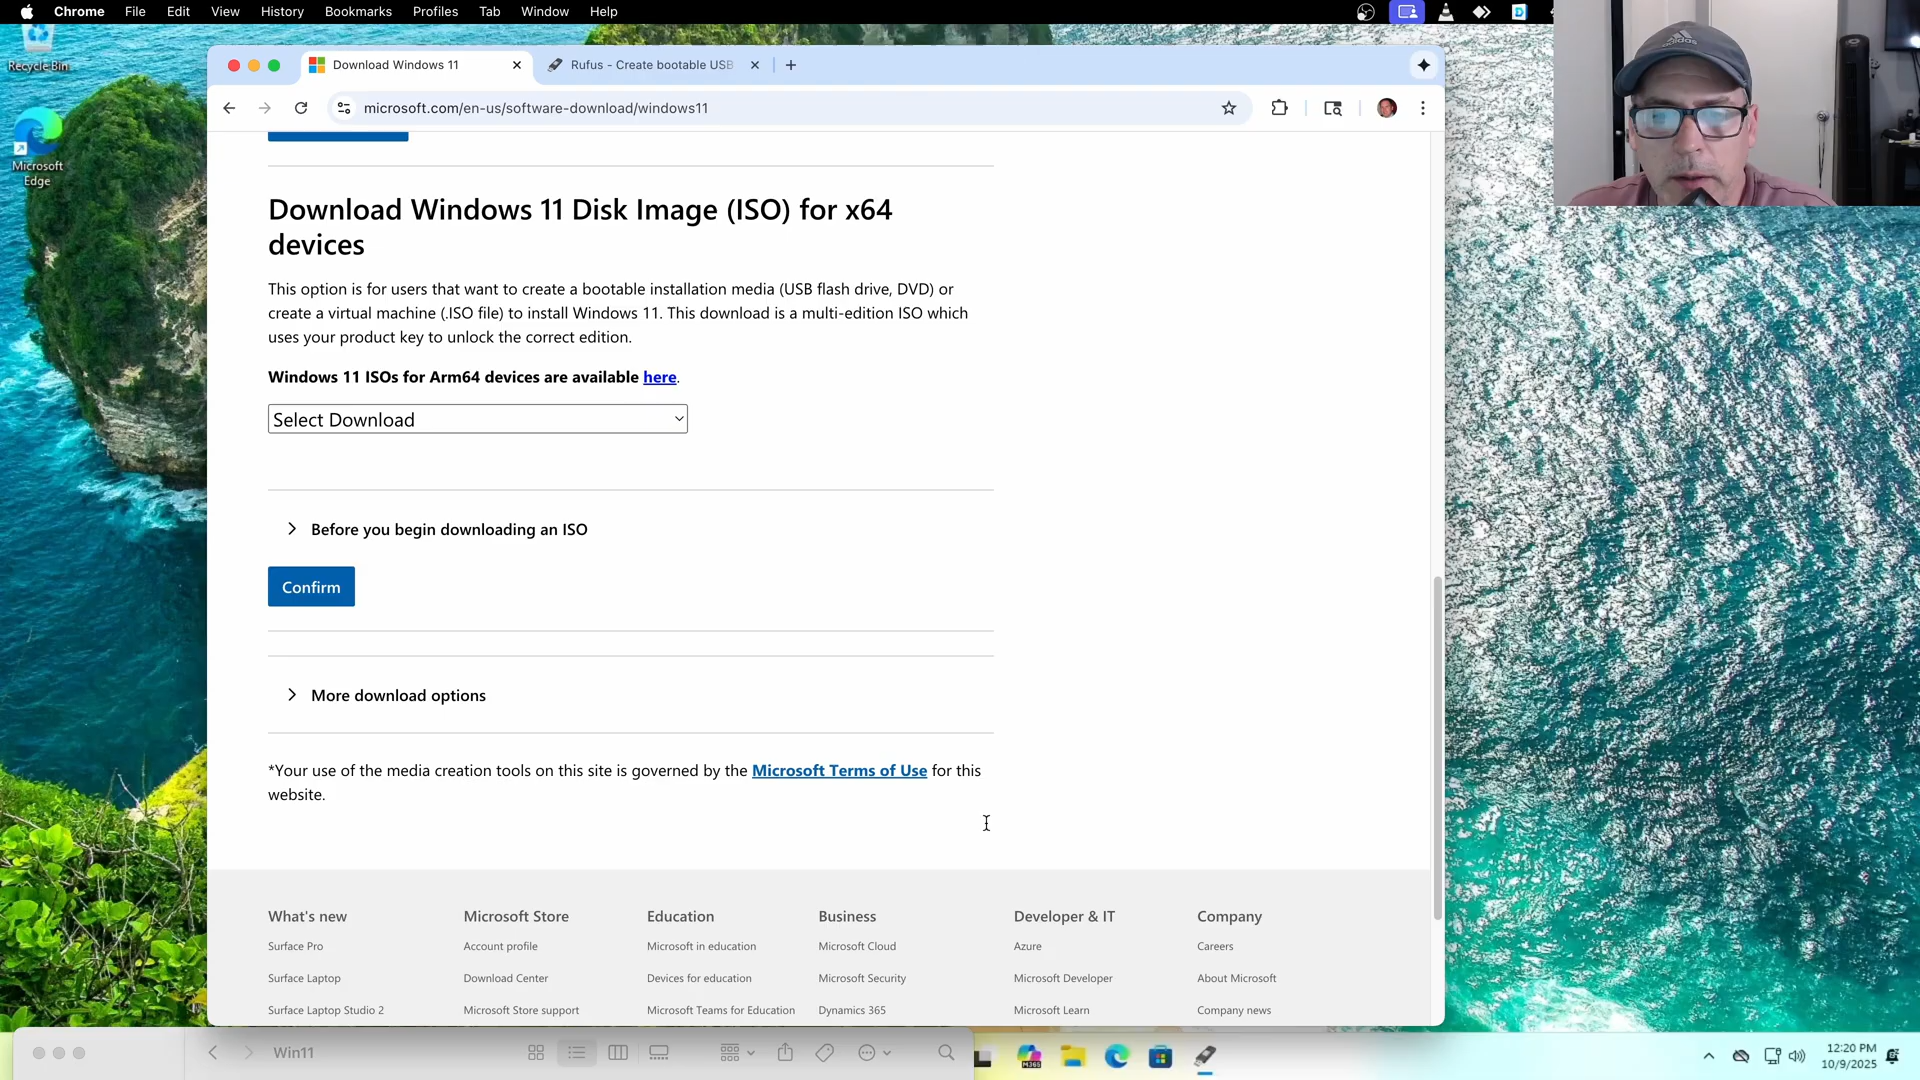 Chrome File Edit View History Bookmarks Profiles Tab Window Help
Recycle Bin
Microsoft
Edge
Download Windows 11
Rufus - Create bootable USB
microsoft.com/en-us/software-download/windows11
Download Windows 11 Disk Image (ISO) for x64
devices
This option is for users that want to create a bootable installation media (USB flash drive, DVD) or
create a virtual machine (.ISO file) to install Windows 11. This download is a multi-edition ISO which
uses your product key to unlock the correct edition.
Windows 11 ISOs for Arm64 devices are available here.
Select Download
Before you begin downloading an ISO
Confirm
More download options
*Your use of the media creation tools on this site is governed by the Microsoft Terms of Use for this
website.
What's new Microsoft Store Education Business Developer & IT Company
Surface Pro Account profile Microsoft in education Microsoft Cloud Azure Careers
Surface Laptop Download Center Devices for education Microsoft Security Microsoft Developer About Microsoft
Surface Laptop Studio 2 Microsoft Store support Microsoft Teams for Education Dynamics 365 Microsoft Learn Company news
Win11
M365
12:20 PM
10/9/2025
adidas